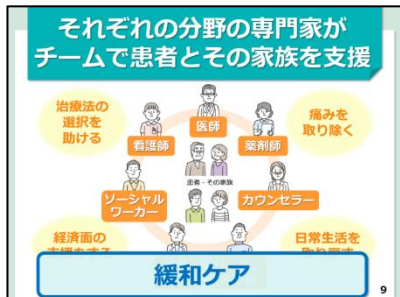 それぞれの分野の専門家が
チームで患者とその家族を支援
治療法の
選択を
助ける
医師
痛みを
取り除く
看護師
薬剤師
患者・その家族
ソーシャル
ワーカー
カウンセラー
経済面の
日常生活を
緩和ケア
9